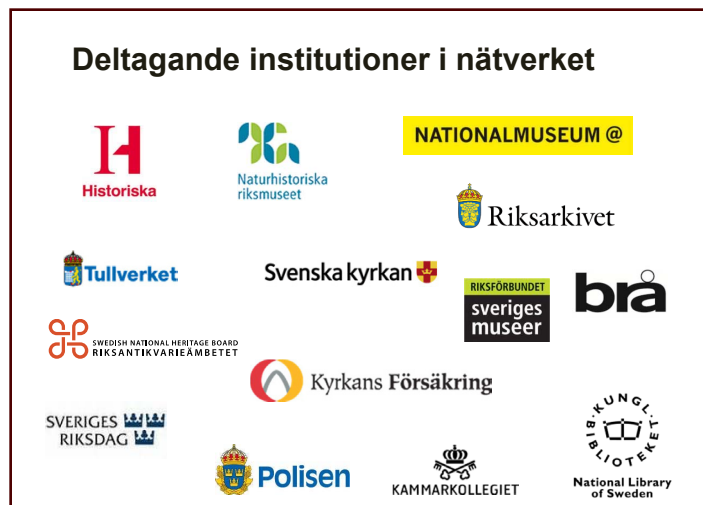 Deltagande institutioner i nätverket
H
Historiska
Naturhistoriska
riksmuseet
NATIONALMUSEUM @
Riksarkivet
Tullverket
Svenska kyrkan
RIKSFÖRBUNDET
sveriges
museer
brå
SWEDISH NATIONAL HERITAGE BOARD
RIKSANTIKVARIEÄMBETET
Kyrkans Försäkring
SVERIGES
RIKSDAG
Polisen
KAMMARKOLLEGIET
KUNGL.
BIBLIOTEKET
National Library
of Sweden